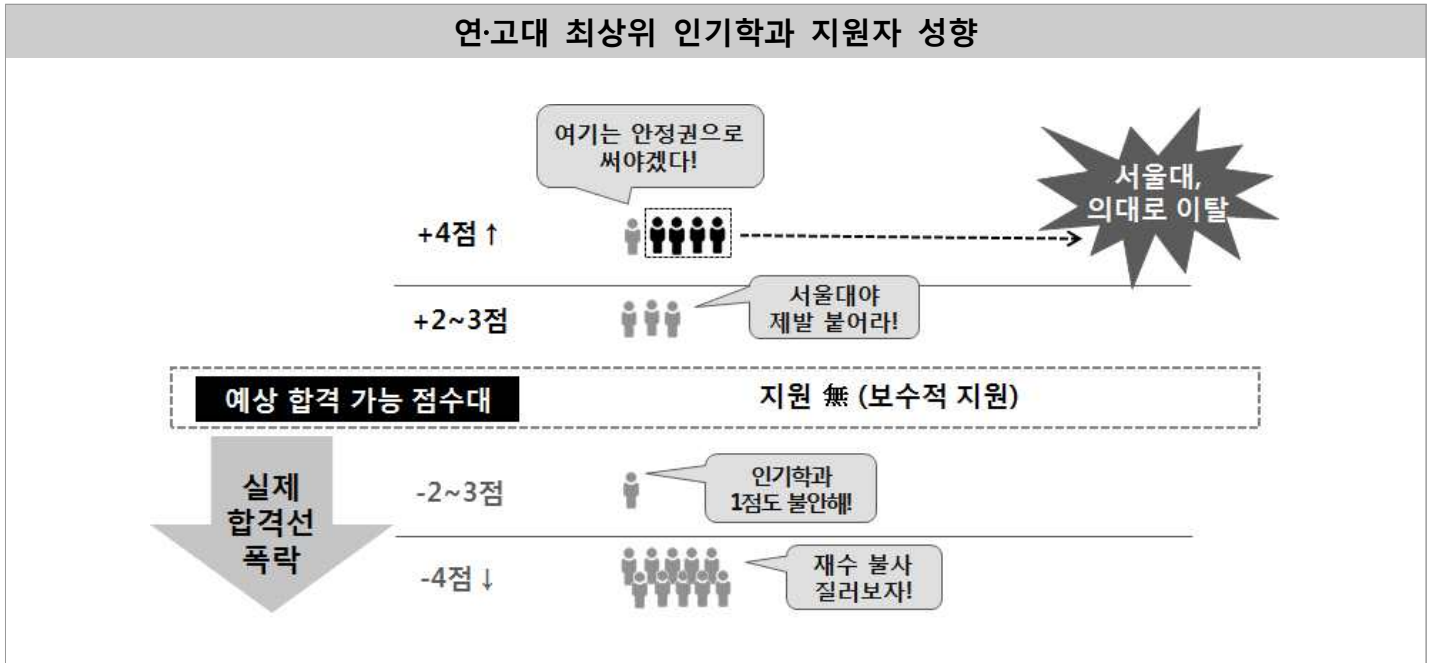 연·고대 최상위 인기학과 지원자 성향
여기는 안정권으로
써야겠다!
서울대,
의대로 이탈
+4점 ↑
서울대야
제발 붙어라!
+2~3점
예상 합격 가능 점수대
지원 無 (보수적 지원)
실제
합격선
폭락
-2~3점
인기학과
1점도 불안해!
-4점 ↓
재수 불사
질러보자!